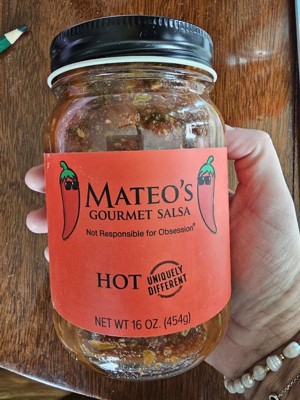 MATEO'S
GOURMET SALSA
Not Responsible for Obsession®
HOT
UNIQUELY
DIFFERENT
NET WT 16 OZ. (454g)